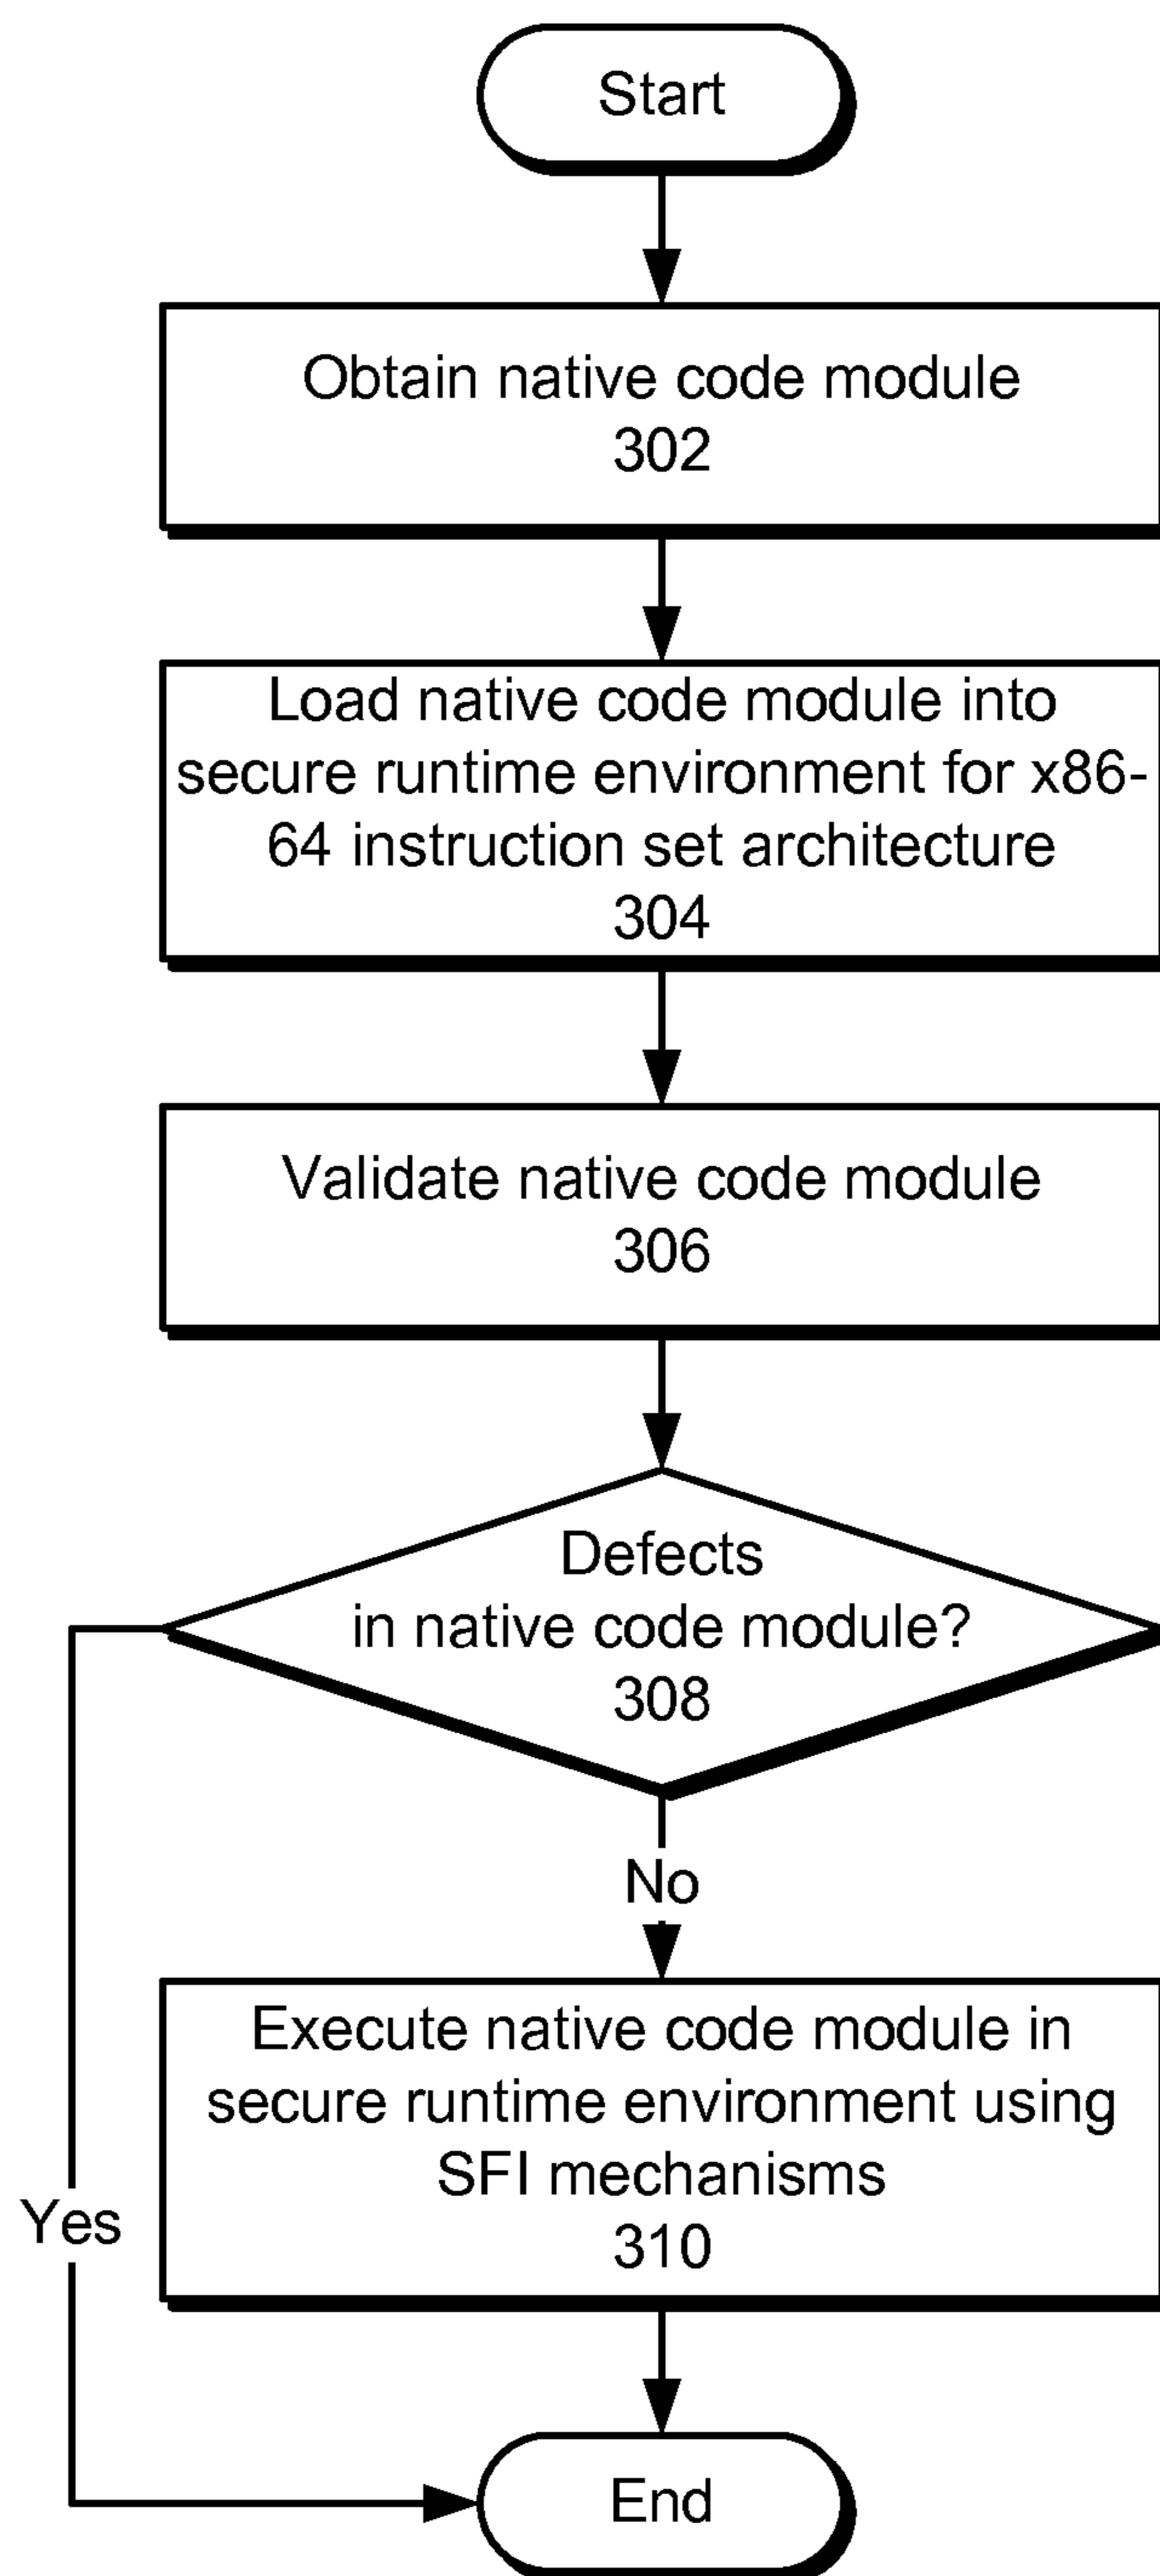 Start
Obtain native code module
302
Load native code module into
secure runtime environment for x86-
64 instruction set architecture
304
Validate native code module
306
Defects
in native code module?
308
No
Execute native code module in
secure runtime environment using
SFI mechanisms
310
Yes
End